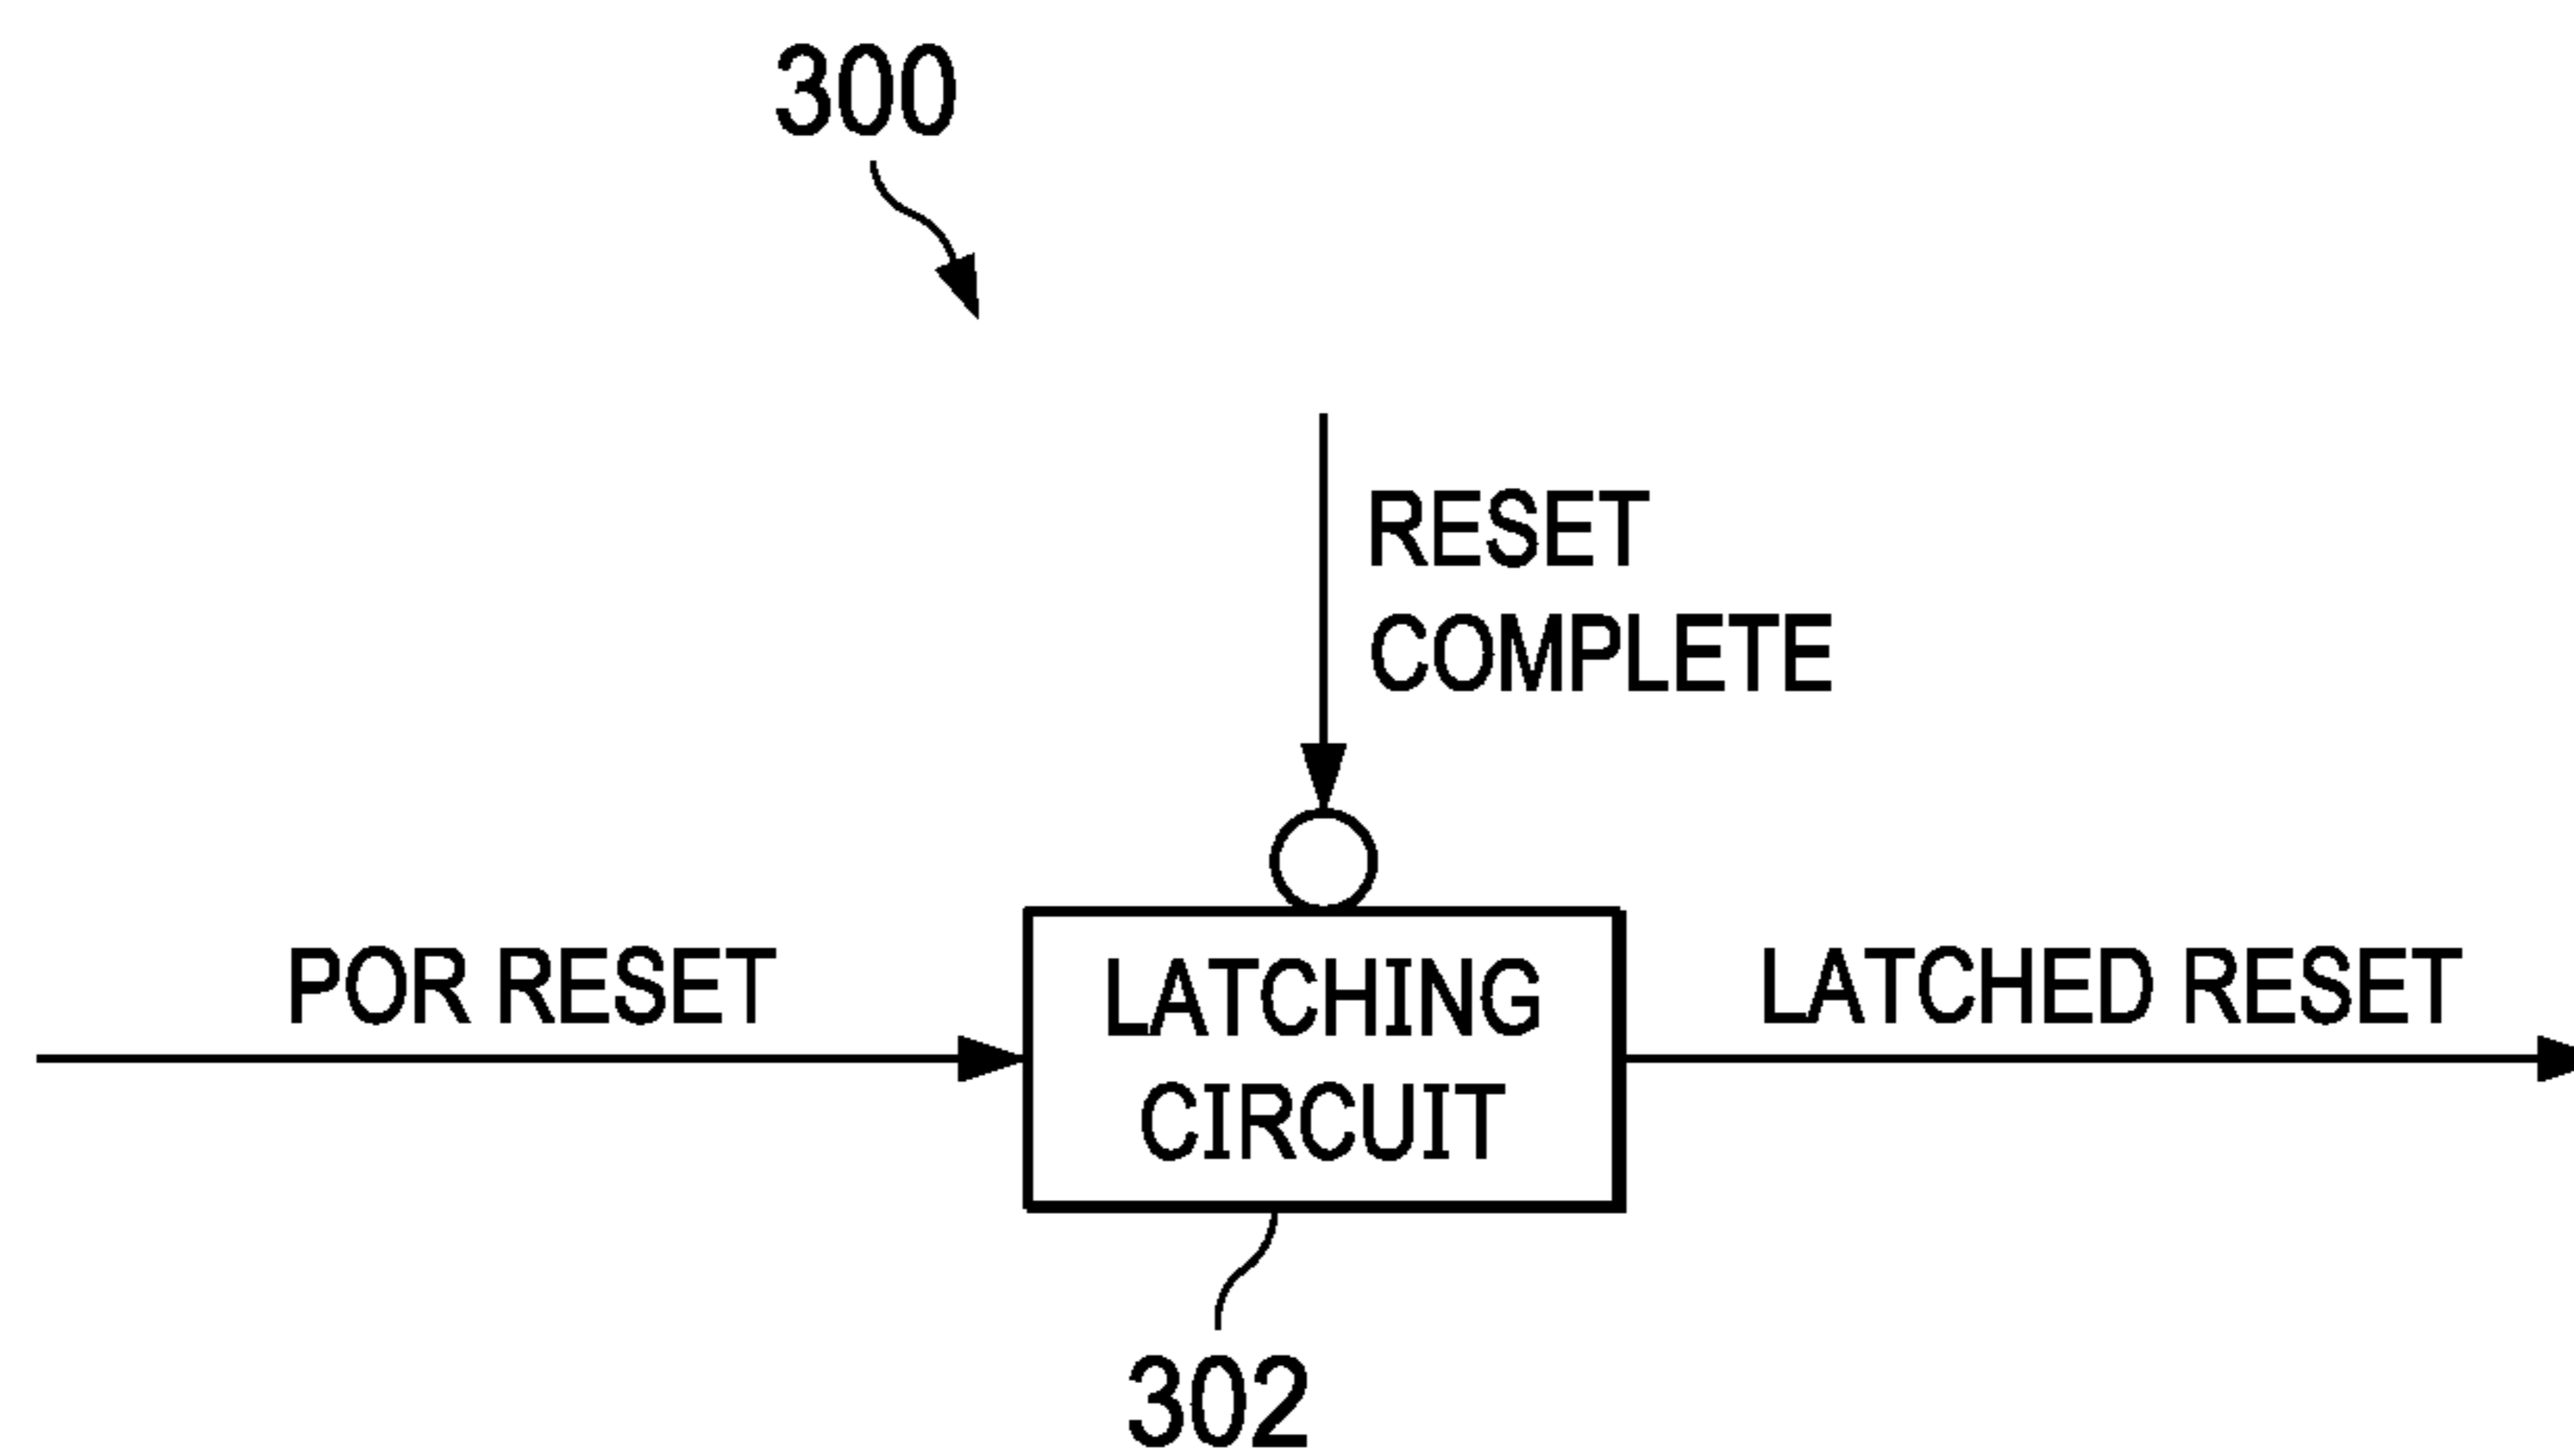 300
RESET
COMPLETE
POR RESET
LATCHING
CIRCUIT
LATCHED RESET
302